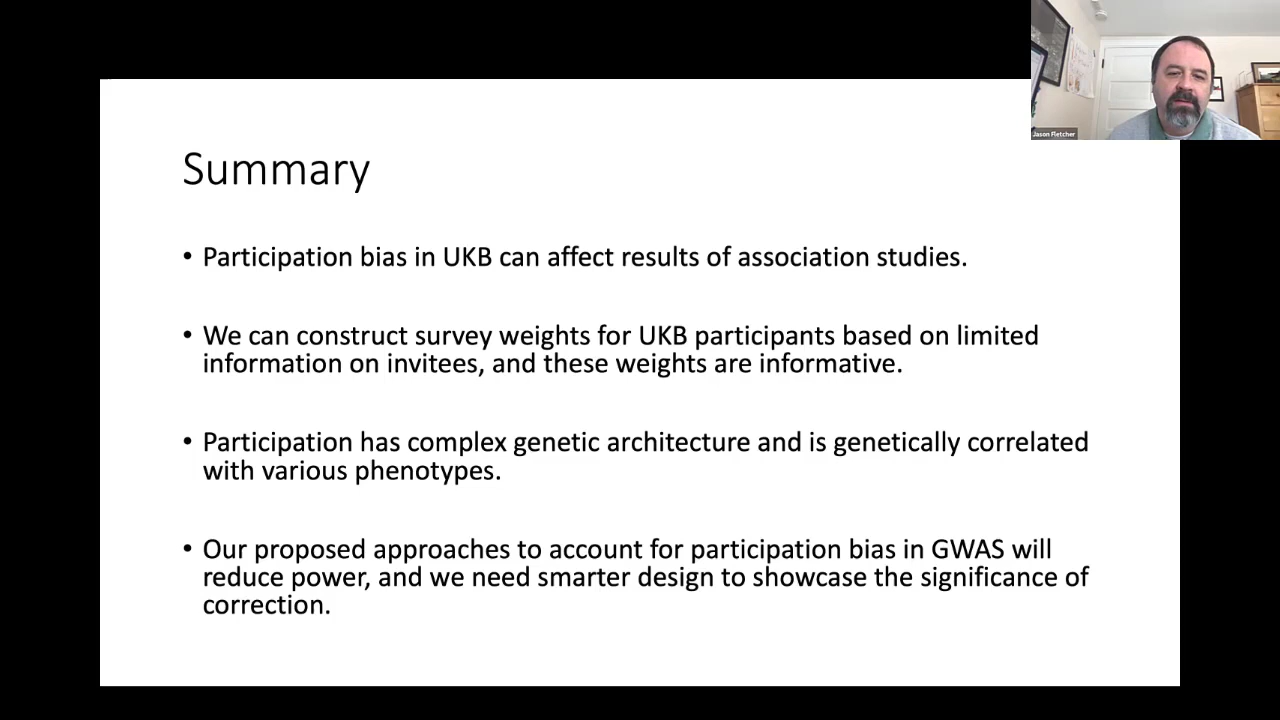 Jason Fletcher
Summary
• Participation bias in UKB can affect results of association studies.
• We can construct survey weights for UKB participants based on limited
information on invitees, and these weights are informative.
• Participation has complex genetic architecture and is genetically correlated
with various phenotypes.
• Our proposed approaches to account for participation bias in GWAS will
reduce power, and we need smarter design to showcase the significance of
correction.